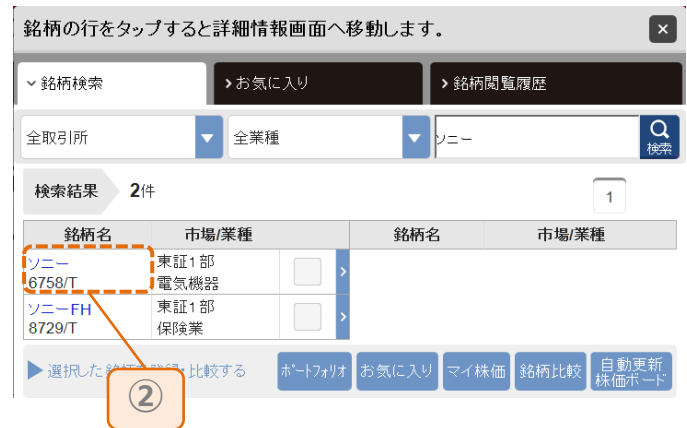 銘柄の行をタップすると詳細情報画面へ移動します。 ×
銘柄検索 お気に入り 銘柄閲覧履歴
全取引所 全業種 ソニー 検索
検索結果 2件 1
銘柄名 市場/業種 銘柄名 市場/業種
ソニー 東証1部
6758/T 電気機器
ソニーFH 東証1部
8729/T 保険業
選択した銘柄を登録・比較する ポートフォリオ お気に入り マイ株価 銘柄比較 自動更新
株価ボード
②